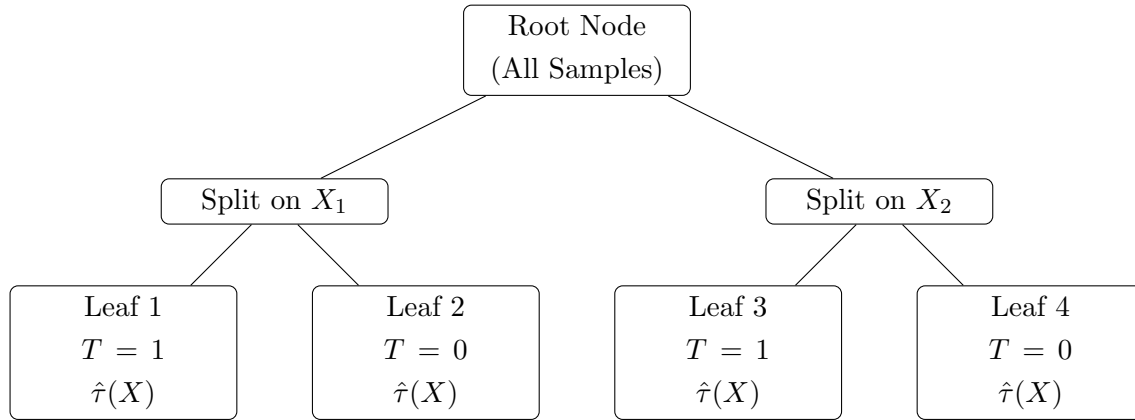 Root Node
(All Samples)
Split on X₁
Split on X₂
Leaf 1
T = 1
τ̂(X)
Leaf 2
T = 0
τ̂(X)
Leaf 3
T = 1
τ̂(X)
Leaf 4
T = 0
τ̂(X)